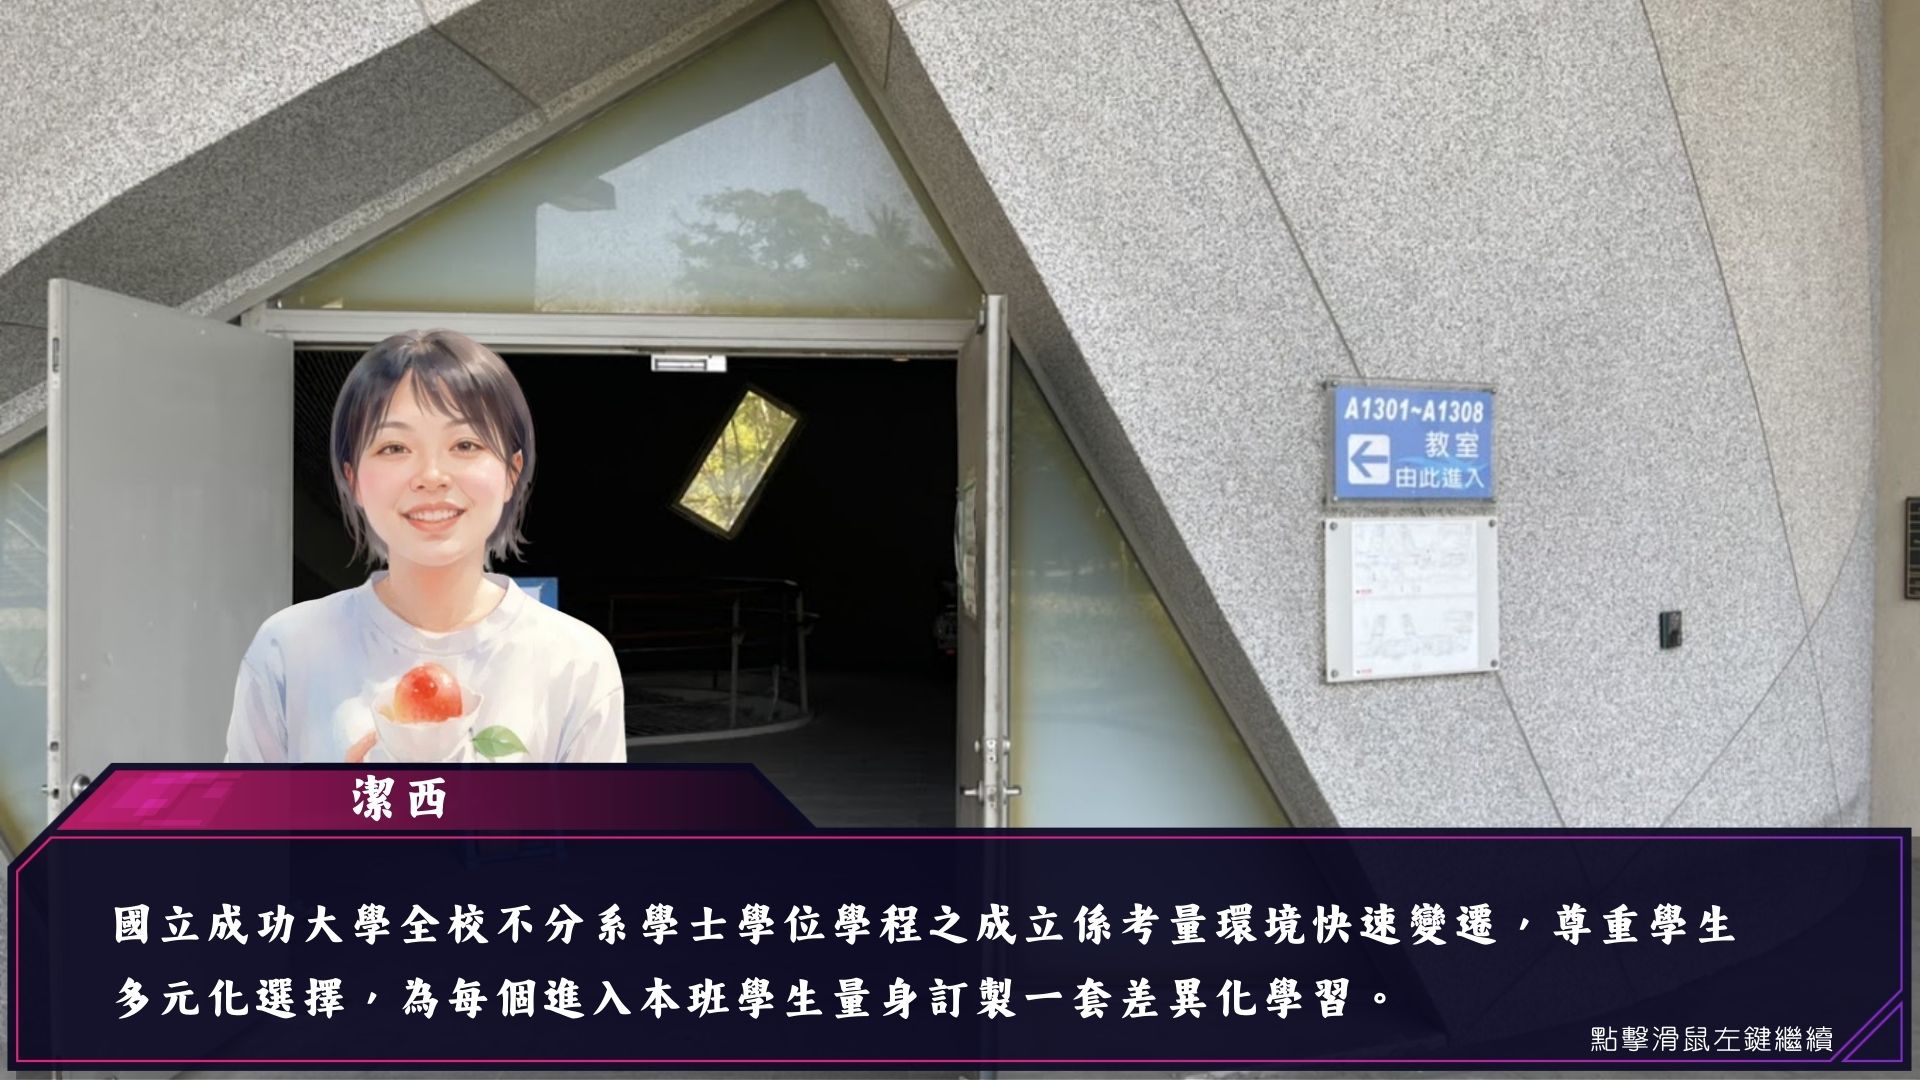 A1301~A1308
教室
由此進入
潔西
國立成功大學全校不分系學士學位學程之成立係考量環境快速變遷，尊重學生
多元化選擇，為每個進入本班學生量身訂製一套差異化學習。
點擊滑鼠左鍵繼續